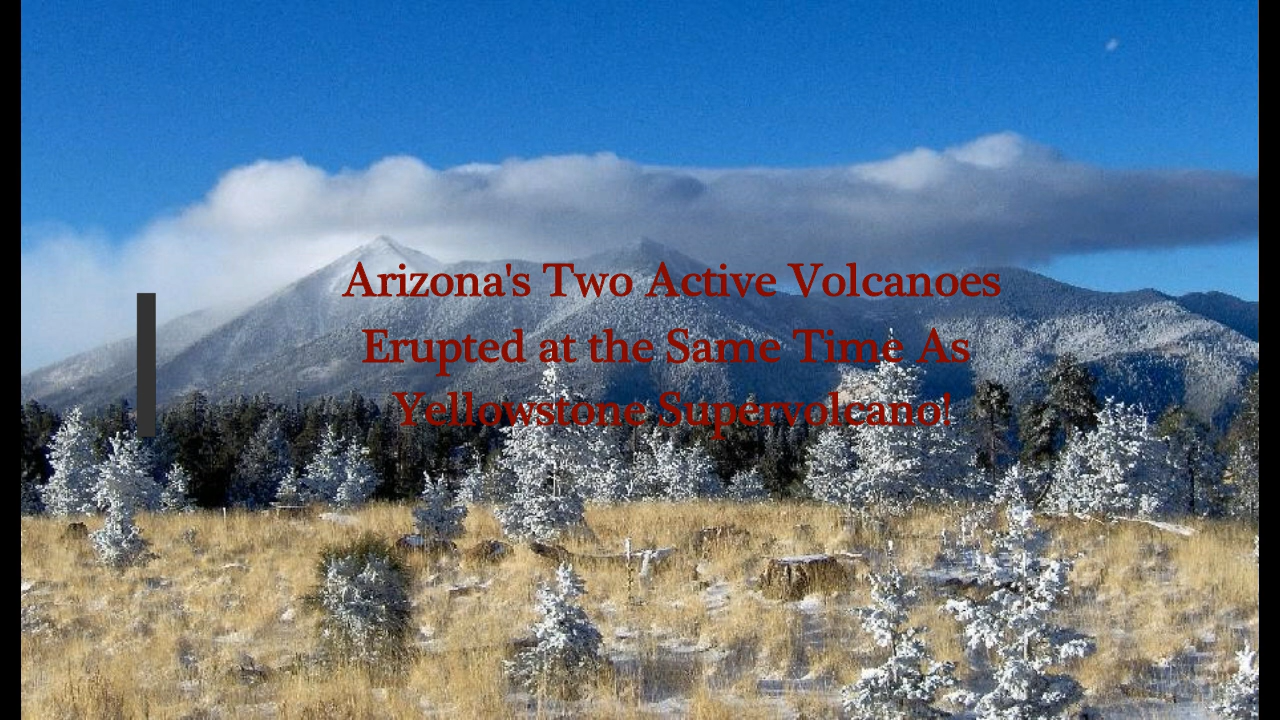 Arizona's Two Active Volcanoes
Erupted at the Same Time As
Yellowstone Supervolcano!